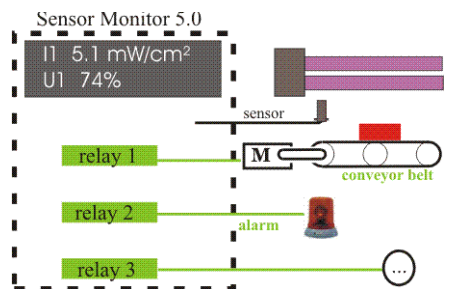 Sensor Monitor 5.0
I1 5.1 mW/cm²
U1 74%
sensor
relay 1
M
conveyor belt
relay 2
alarm
relay 3
...